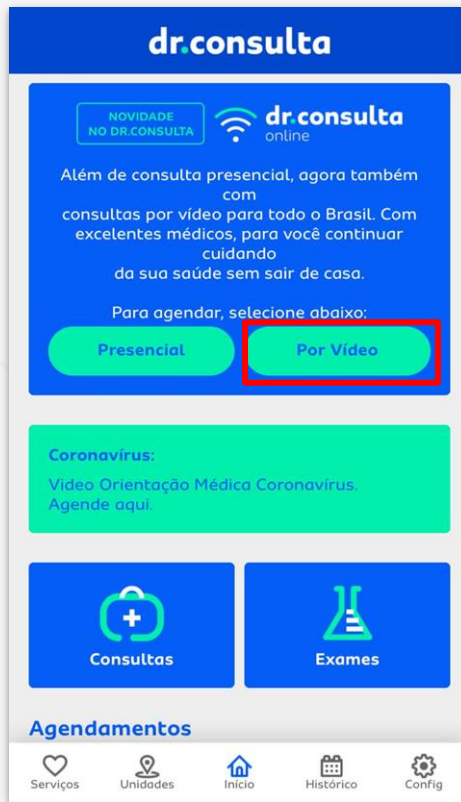 dr.consulta
NOVIDADE
NO DR.CONSULTA
dr.consulta
online
Além de consulta presencial, agora também
com
consultas por vídeo para todo o Brasil. Com
excelentes médicos, para você continuar
cuidando
da sua saúde sem sair de casa.
Para agendar, selecione abaixo:
Presencial
Por Vídeo
Coronavírus:
Video Orientação Médica Coronavírus.
Agende aqui.
Consultas
Exames
Agendamentos
Serviços
Unidades
Início
Histórico
Config